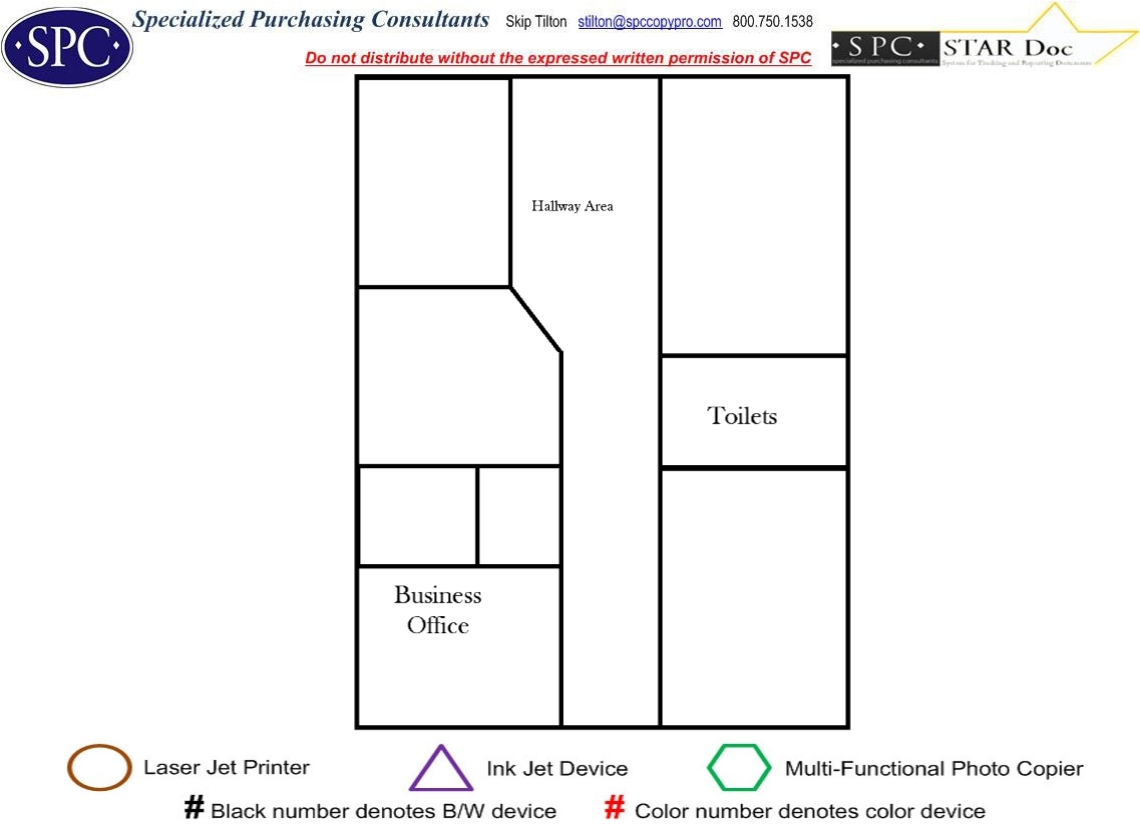 Specialized Purchasing Consultants Skip Tilton stilton@spccopypro.com 800.750.1538
·SPC·
Do not distribute without the expressed written permission of SPC
·SPC· STAR Doc
specialized purchasing consultants System for Tracking and Reporting Documents
Hallway Area
Toilets
Business
Office
Laser Jet Printer Ink Jet Device Multi-Functional Photo Copier
# Black number denotes B/W device # Color number denotes color device